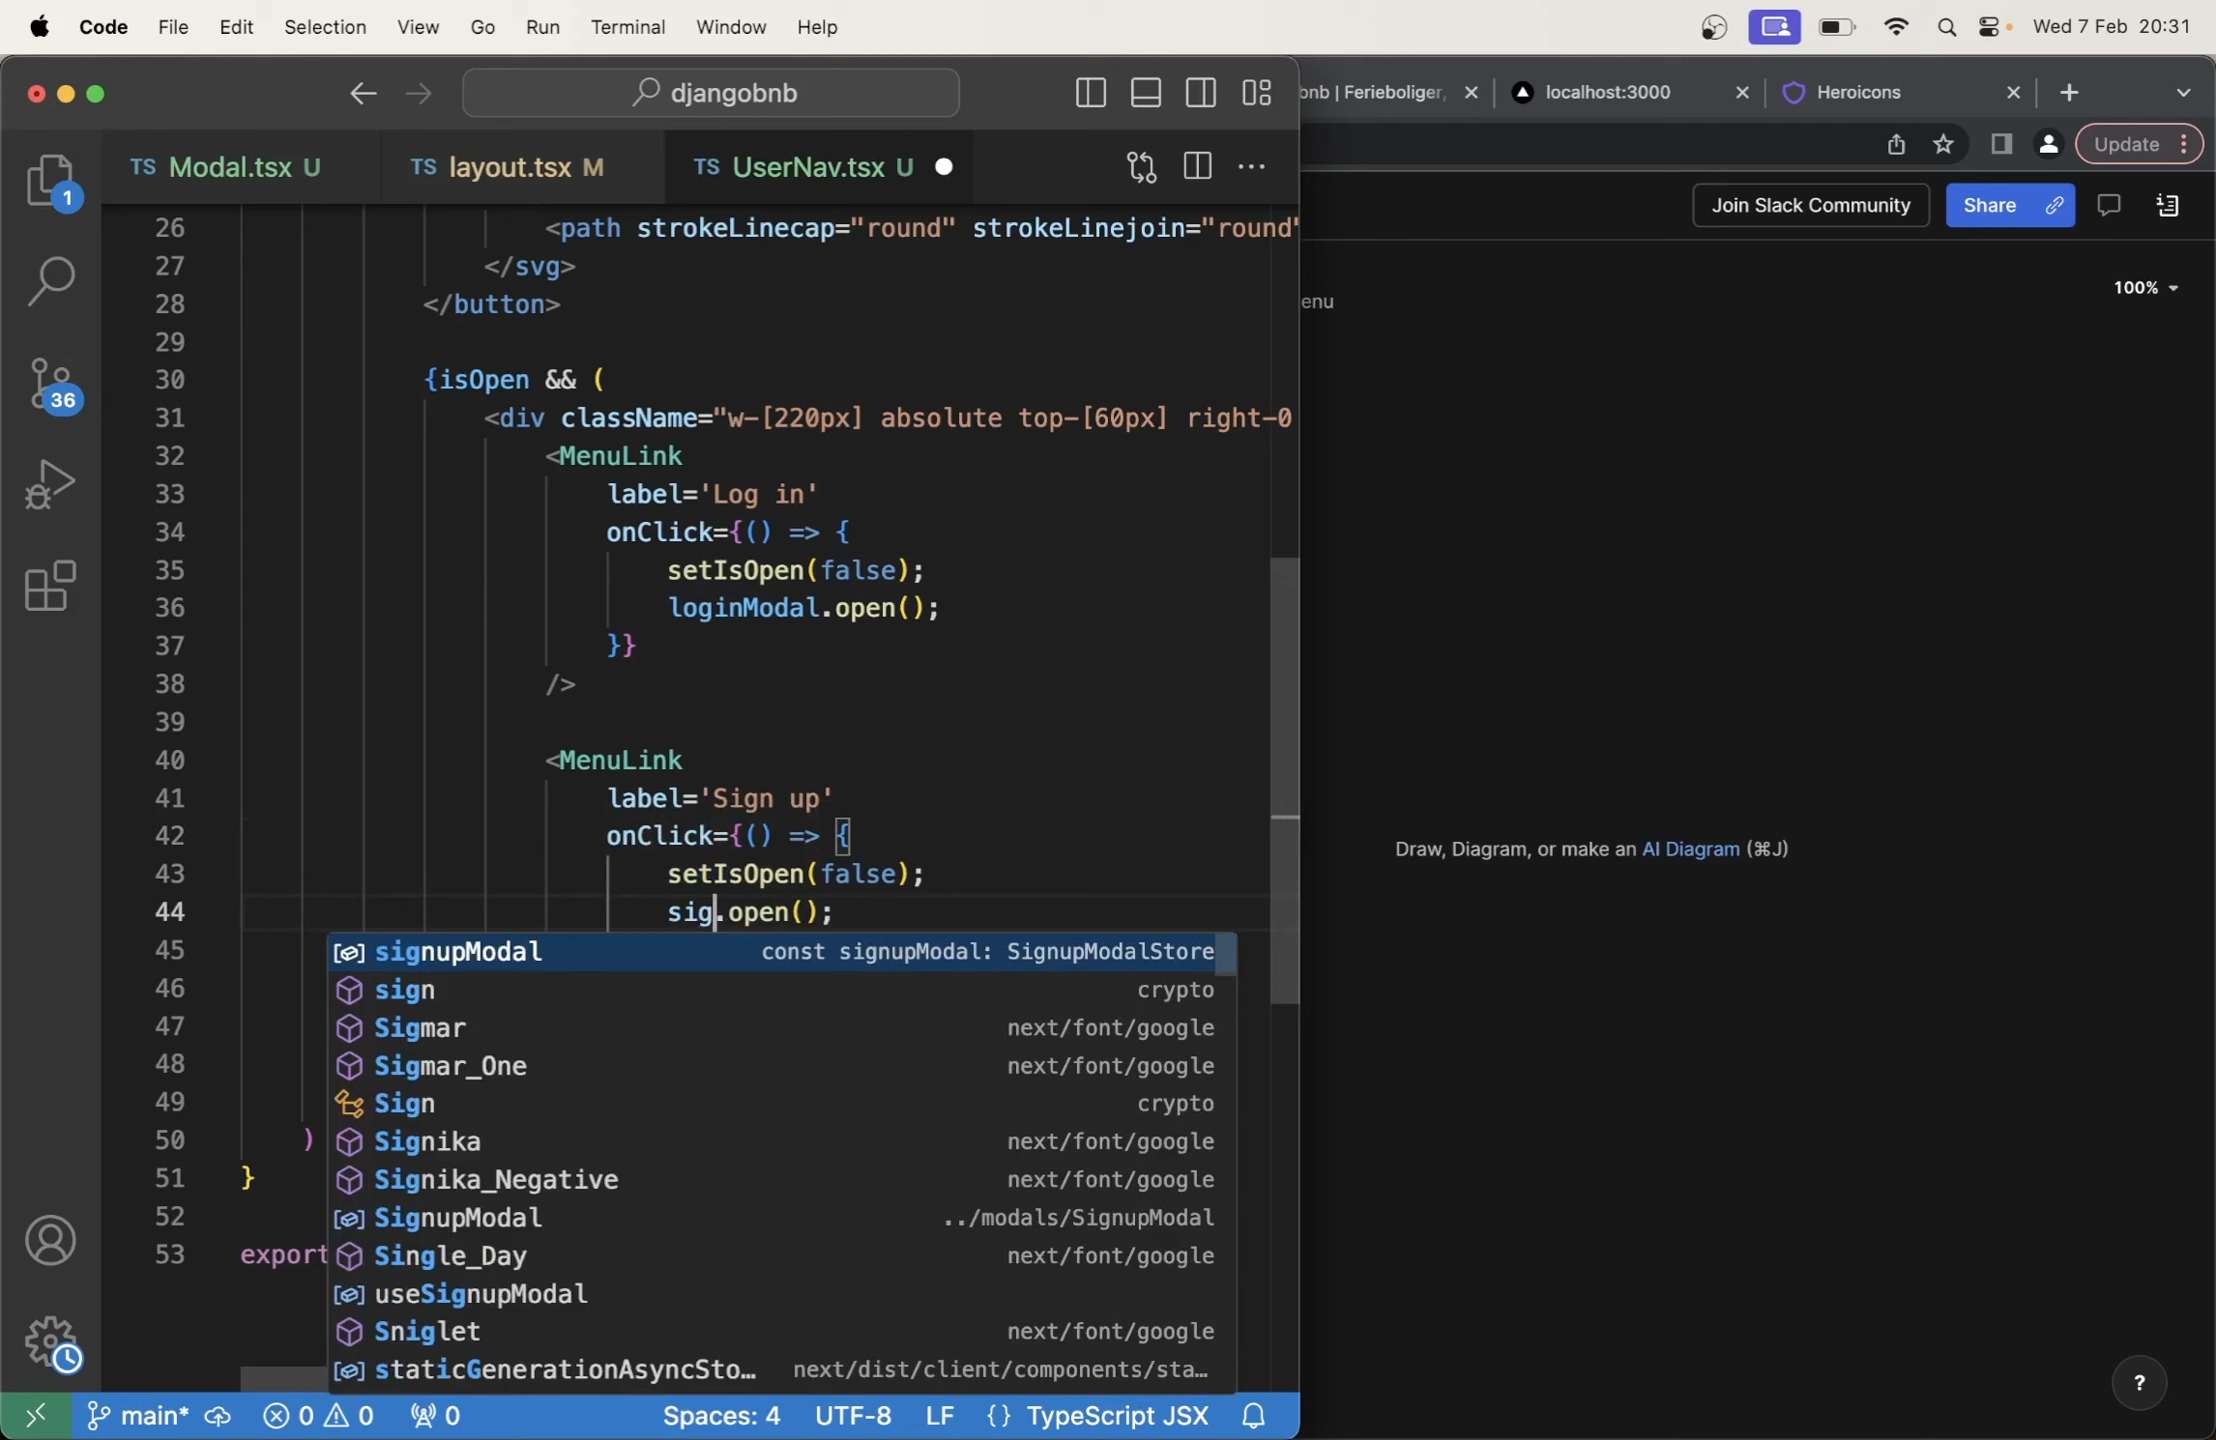 Code File Edit Selection View Go Run Terminal Window Help Wed 7 Feb 20:31
djangobnb
bnb | Ferieboliger, localhost:3000 Heroicons
Update
TS Modal.tsx U TS layout.tsx M TS UserNav.tsx U
Join Slack Community Share
100%
enu
1
36
26 <path strokeLinecap="round" strokeLinejoin="round"
27 </svg>
28 </button>
29
30 {isOpen && (
31 <div className="w-[220px] absolute top-[60px] right-0
32 <MenuLink
33 label='Log in'
34 onClick={() => {
35 setIsOpen(false);
36 loginModal.open();
37 }}
38 />
39
40 <MenuLink
41 label='Sign up'
42 onClick={() => {
43 setIsOpen(false);
44 sig.open();
45
46
47
48
49
50 )
51 }
52
53 export
signupModal const signupModal: SignupModalStore
sign crypto
Sigmar next/font/google
Sigmar_One next/font/google
Sign crypto
Signika next/font/google
Signika_Negative next/font/google
SignupModal ../modals/SignupModal
Single_Day next/font/google
useSignupModal
Sniglet next/font/google
staticGenerationAsyncSto… next/dist/client/components/sta…
Draw, Diagram, or make an AI Diagram (⌘J)
?
main* 0 0 0 Spaces: 4 UTF-8 LF {} TypeScript JSX